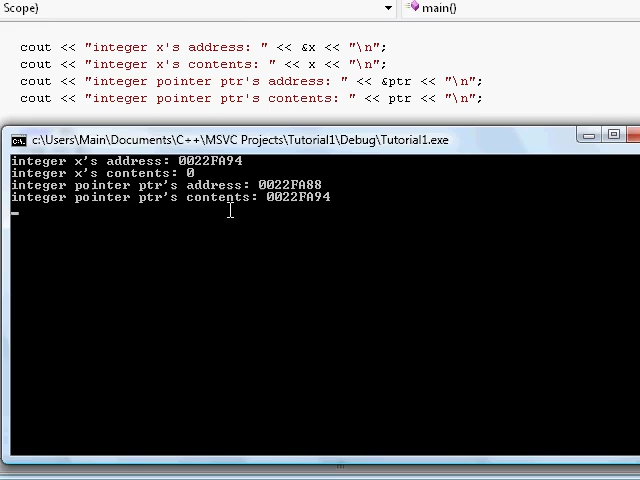 Scope) main()
cout << "integer x's address: " << &x << "\n";
cout << "integer x's contents: " << x << "\n";
cout << "integer pointer ptr's address: " << &ptr << "\n";
cout << "integer pointer ptr's contents: " << ptr << "\n";
c:\Users\Main\Documents\C++\MSVC Projects\Tutorial1\Debug\Tutorial1.exe
integer x's address: 0022FA94
integer x's contents: 0
integer pointer ptr's address: 0022FA88
integer pointer ptr's contents: 0022FA94